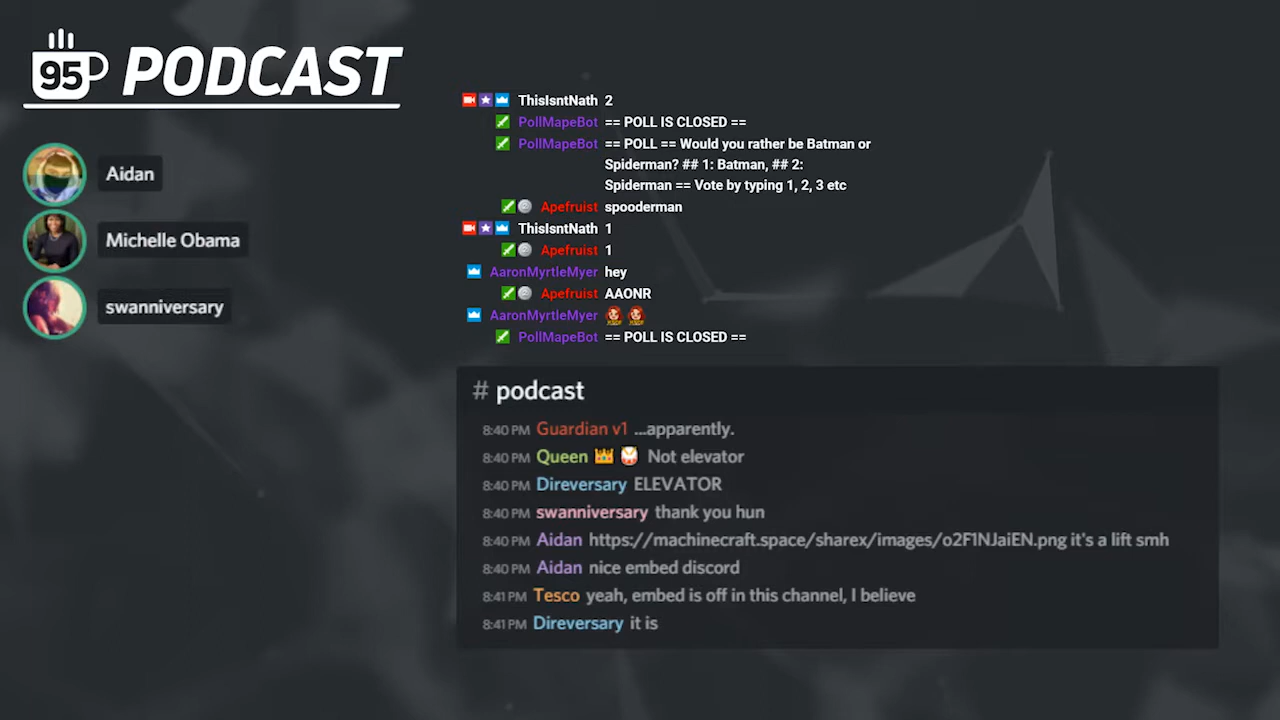 95 PODCAST
Aidan
Michelle Obama
swanniversary
ThisIsntNath 2
PollMapeBot == POLL IS CLOSED ==
PollMapeBot == POLL == Would you rather be Batman or
Spiderman? ## 1: Batman, ## 2:
Spiderman == Vote by typing 1, 2, 3 etc
Apefruist spooderman
ThisIsntNath 1
Apefruist 1
AaronMyrtleMyer hey
Apefruist AAONR
AaronMyrtleMyer
PollMapeBot == POLL IS CLOSED ==
# podcast
8:40 PM Guardian v1 ...apparently.
8:40 PM Queen 👑 Not elevator
8:40 PM Direversary ELEVATOR
8:40 PM swanniversary thank you hun
8:40 PM Aidan https://machinecraft.space/sharex/images/o2F1NJaiEN.png it's a lift smh
8:40 PM Aidan nice embed discord
8:41 PM Tesco yeah, embed is off in this channel, I believe
8:41 PM Direversary it is